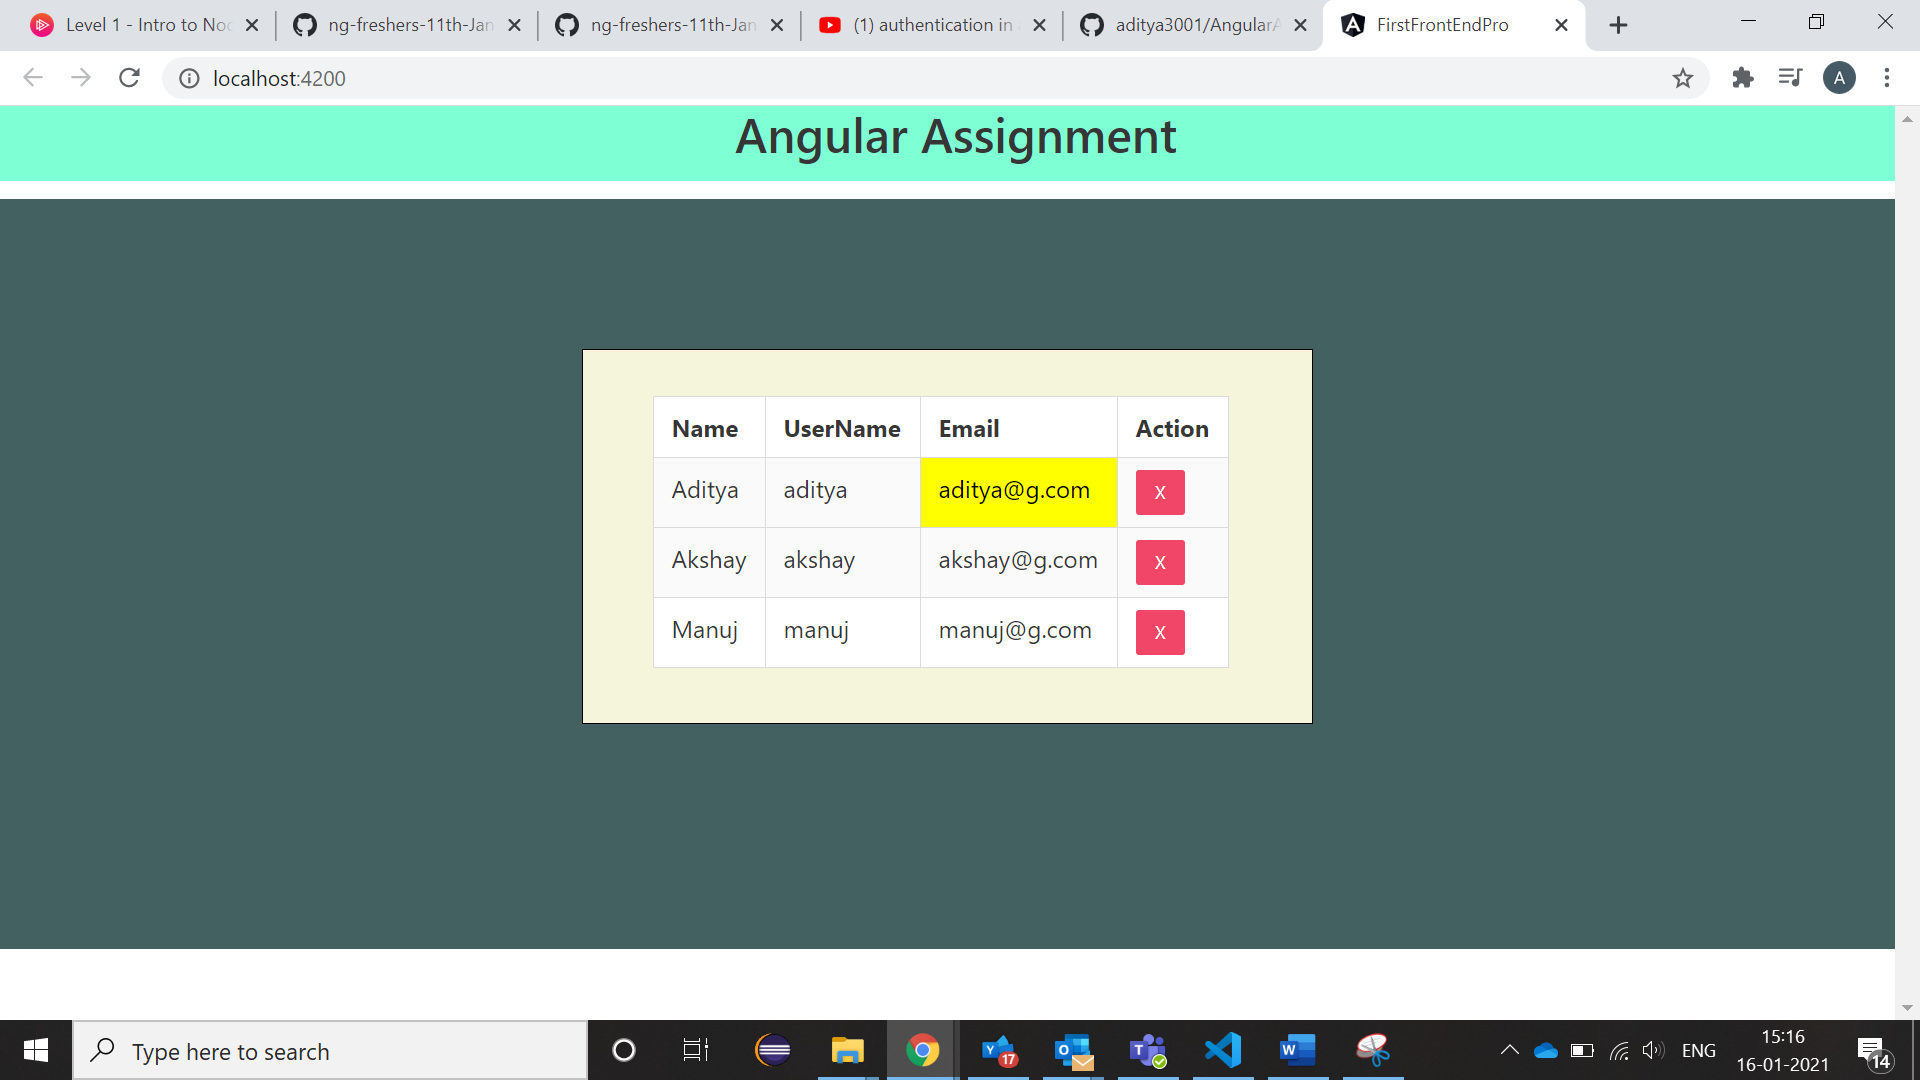 Level 1 - Intro to Noc
ng-freshers-11th-Jan
ng-freshers-11th-Jan
(1) authentication in
aditya3001/AngularA
FirstFrontEndPro
localhost:4200
A
Angular Assignment
Name UserName Email Action
Aditya aditya aditya@g.com X
Akshay akshay akshay@g.com X
Manuj manuj manuj@g.com X
Type here to search
17
ENG
15:16
16-01-2021
14